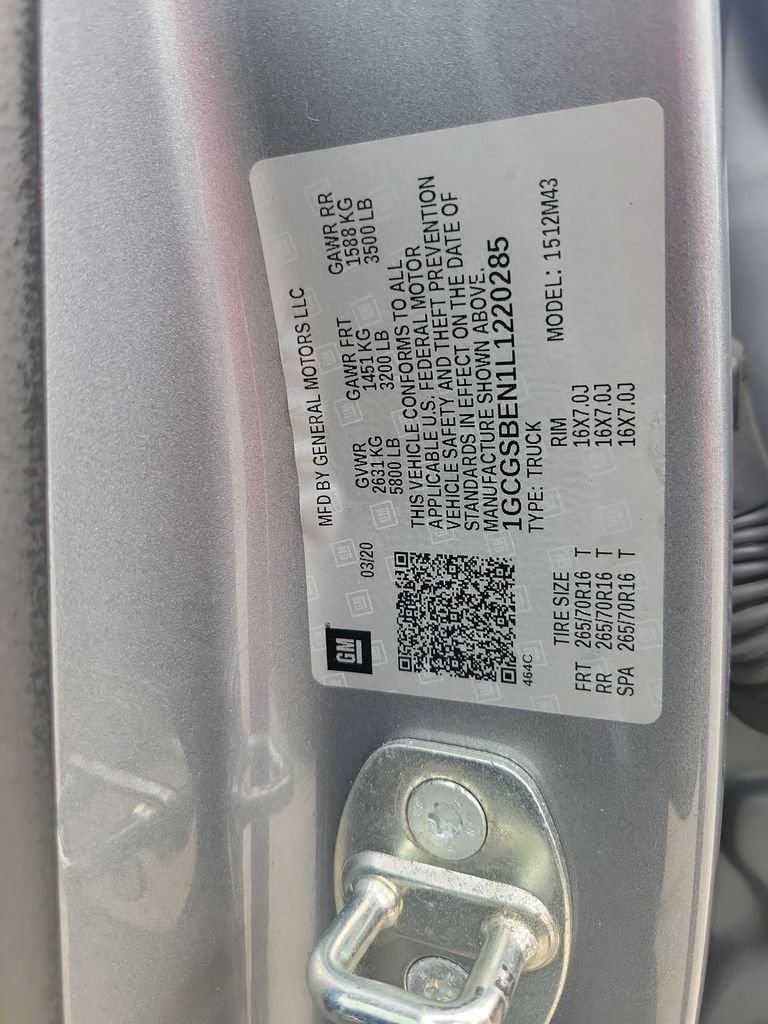 GM
MFD BY GENERAL MOTORS LLC
03/20 GVWR GAWR FRT GAWR RR
2631KG 1451 KG 1588 KG
5800 LB 3200 LB 3500 LB
THIS VEHICLE CONFORMS TO ALL
APPLICABLE U.S. FEDERAL MOTOR
VEHICLE SAFETY AND THEFT PREVENTION
STANDARDS IN EFFECT ON THE DATE OF
MANUFACTURE SHOWN ABOVE.
1GCGSBEN1L1220285
464C TYPE: TRUCK
TIRE SIZE RIM MODEL: 1512M43
FRT 265/70R16 T 16X7.0J
RR 265/70R16 T 16X7.0J
SPA 265/70R16 T 16X7.0J